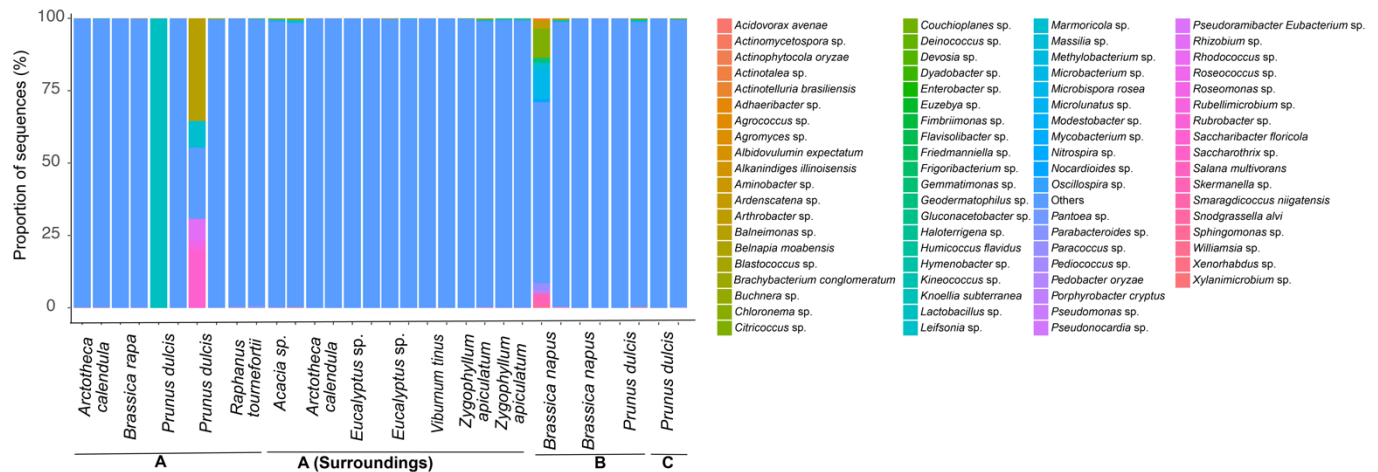 Proportion of sequences (%)
100
75
50
25
0
Arctotheca
calendula
Brassica rapa
Prunus dulcis
Prunus dulcis
Raphanus
tournefortii
Acacia sp.
Arctotheca
calendula
Eucalyptus sp.
Eucalyptus sp.
Viburnum tinus
Zygophyllum
apiculatum
Zygophyllum
apiculatum
Brassica napus
Brassica napus
Prunus dulcis
Prunus dulcis
A
A (Surroundings)
B
C
Acidovorax avenae
Actinomycetospora sp.
Actinophytocola oryzae
Actinotalea sp.
Actinotelluria brasiliensis
Adhaeribacter sp.
Agrococcus sp.
Agromyces sp.
Albidovulumin expectatum
Alkanindiges illinoisensis
Aminobacter sp.
Ardenscatena sp.
Arthrobacter sp.
Balneimonas sp.
Belnapia moabensis
Blastococcus sp.
Brachybacterium conglomeratum
Buchnera sp.
Chloronema sp.
Citricoccus sp.
Couchioplanes sp.
Deinococcus sp.
Devosia sp.
Dyadobacter sp.
Enterobacter sp.
Euzebya sp.
Fimbriimonas sp.
Flavisolibacter sp.
Friedmanniella sp.
Frigoribacterium sp.
Gemmatimonas sp.
Geodermatophilus sp.
Gluconacetobacter sp.
Haloterrigena sp.
Humicoccus flavidus
Hymenobacter sp.
Kineococcus sp.
Knoellia subterranea
Lactobacillus sp.
Leifsonia sp.
Marmoricola sp.
Massilia sp.
Methylobacterium sp.
Microbacterium sp.
Microbispora rosea
Microlunatus sp.
Modestobacter sp.
Mycobacterium sp.
Nitrospira sp.
Nocardioides sp.
Oscillospira sp.
Others
Pantoea sp.
Parabacteroides sp.
Paracoccus sp.
Pediococcus sp.
Pedobacter oryzae
Porphyrobacter cryptus
Pseudomonas sp.
Pseudonocardia sp.
Pseudoramibacter Eubacterium sp.
Rhizobium sp.
Rhodococcus sp.
Roseococcus sp.
Roseomonas sp.
Rubellimicrobium sp.
Rubrobacter sp.
Saccharibacter floricola
Saccharothrix sp.
Salana multivorans
Skermanella sp.
Smaragdicoccus niigatensis
Snodgrassella alvi
Sphingomonas sp.
Williamsia sp.
Xenorhabdus sp.
Xylanimicrobium sp.